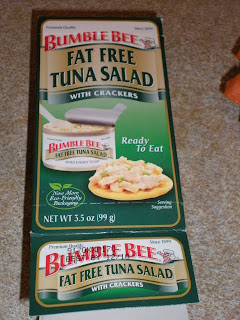 Premium Quality
Since 1899
BUMBLE BEE
FAT FREE
TUNA SALAD
WITH CRACKERS
BUMBLE BEE
FAT FREE TUNA SALAD
Ready
To Eat
Now More
Eco-Friendly
Packaging
Serving
Suggestion
NET WT 3.5 oz (99 g)
Premium Quality
Since 1899
BUMBLE BEE
FAT FREE TUNA SALAD
WITH CRACKERS